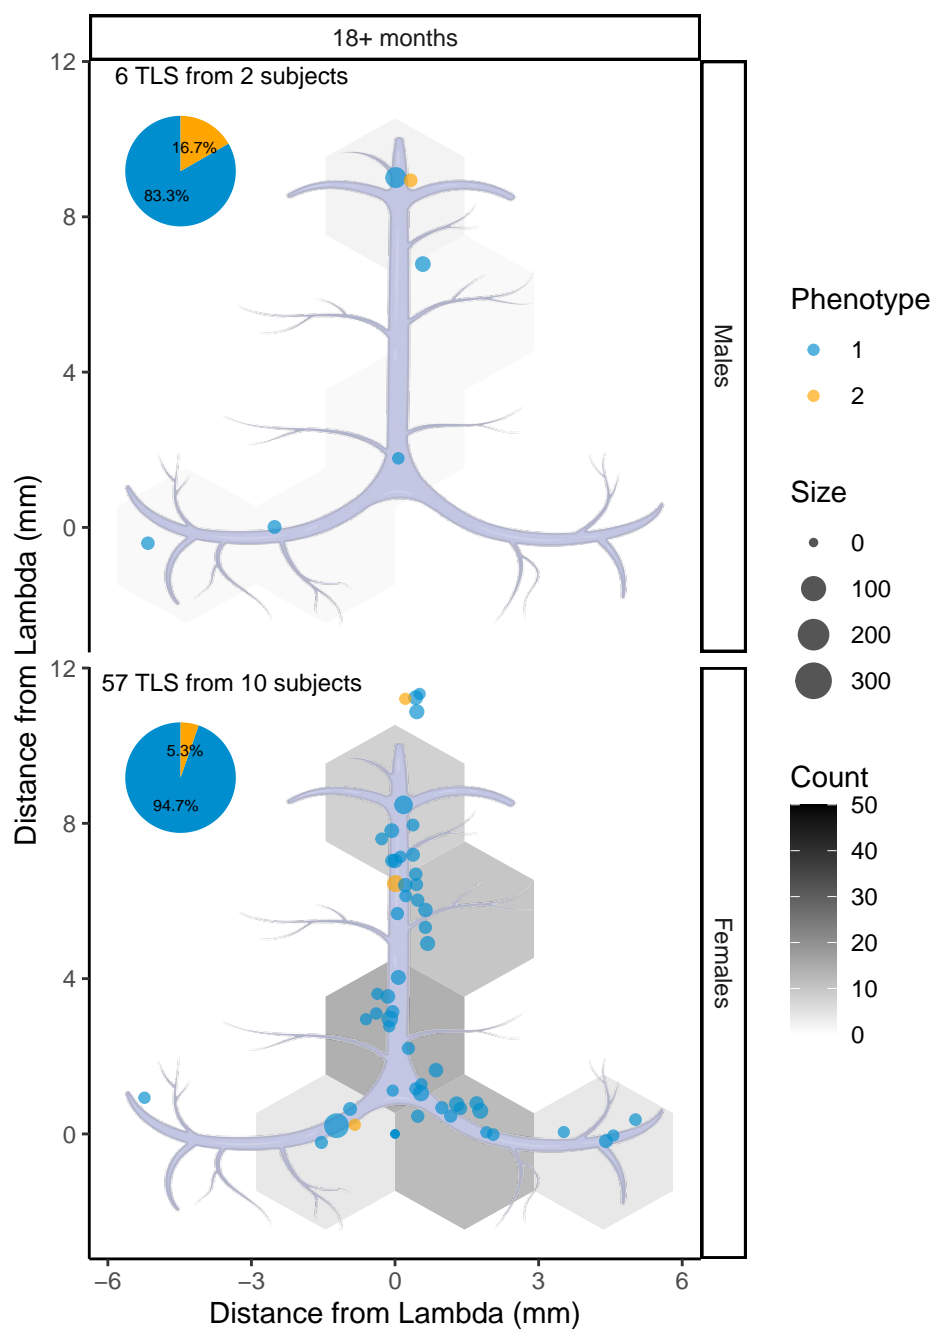 18+ months
12
6 TLS from 2 subjects
16.7%
83.3%
8
4
0
Males
Distance from Lambda (mm)
12
57 TLS from 10 subjects
5.3%
94.7%
8
4
0
Females
−6
−3
0
3
6
Distance from Lambda (mm)
Phenotype
1
2
Size
0
100
200
300
Count
50
40
30
20
10
0